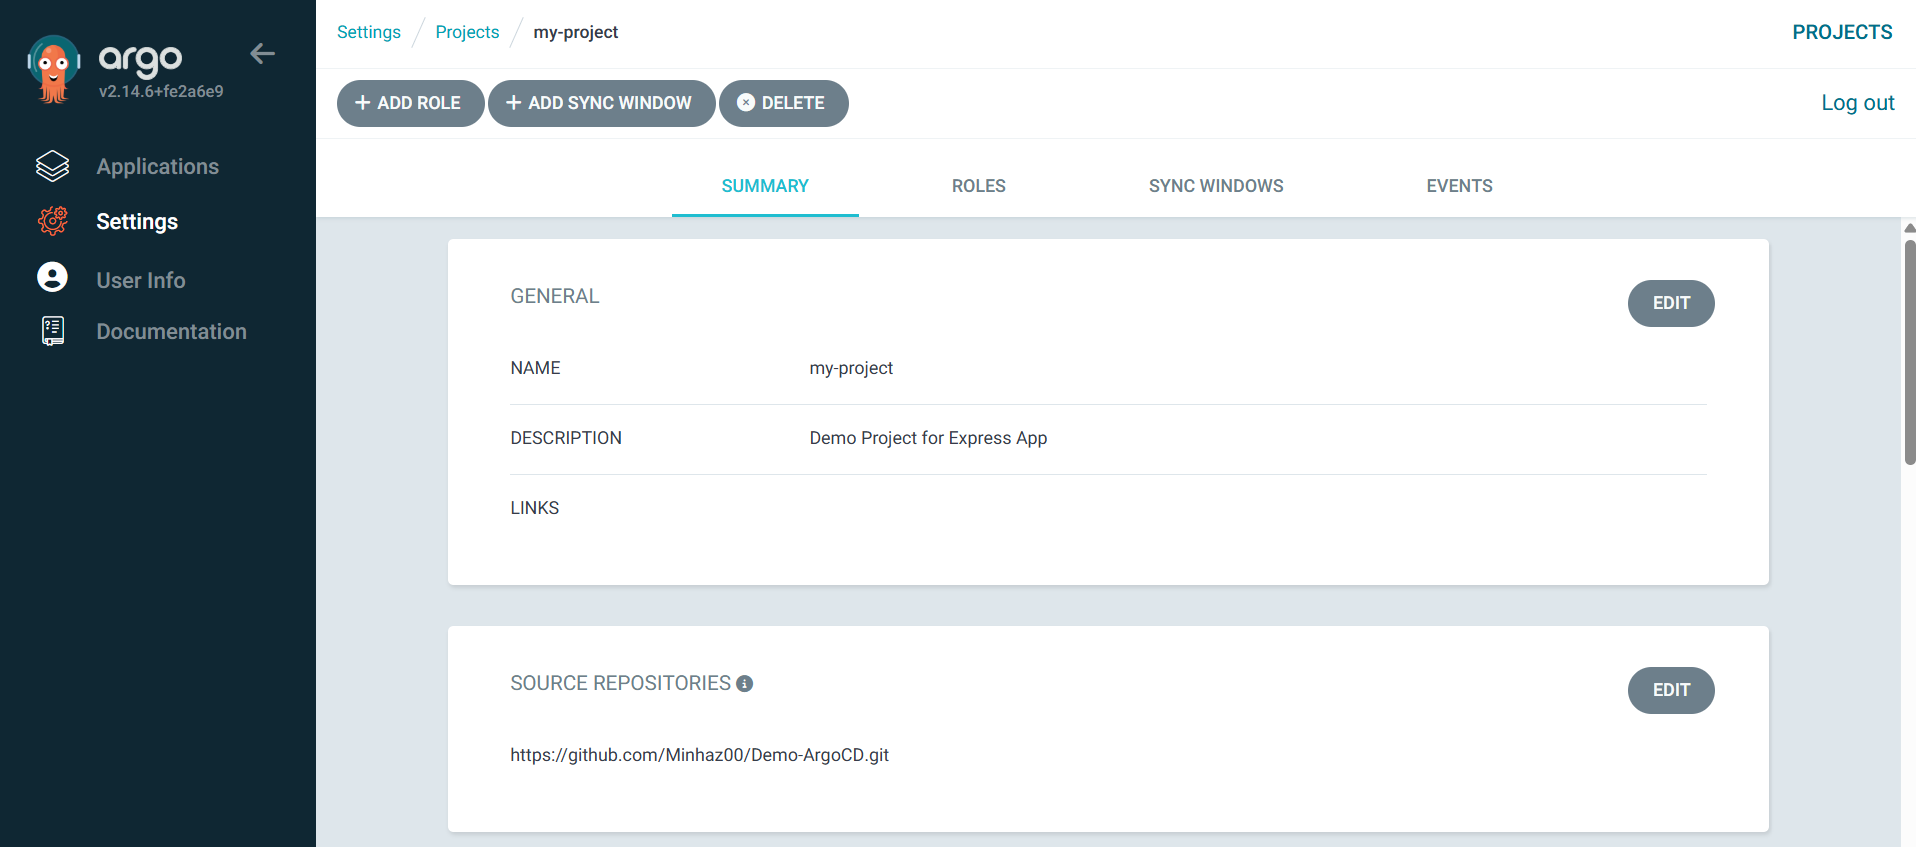 argo
v2.14.6+fe2a6e9
Applications
Settings
User Info
Documentation
Settings / Projects / my-project
PROJECTS
+ ADD ROLE
+ ADD SYNC WINDOW
DELETE
Log out
SUMMARY
ROLES
SYNC WINDOWS
EVENTS
GENERAL
EDIT
NAME my-project
DESCRIPTION Demo Project for Express App
LINKS
SOURCE REPOSITORIES
EDIT
https://github.com/Minhaz00/Demo-ArgoCD.git